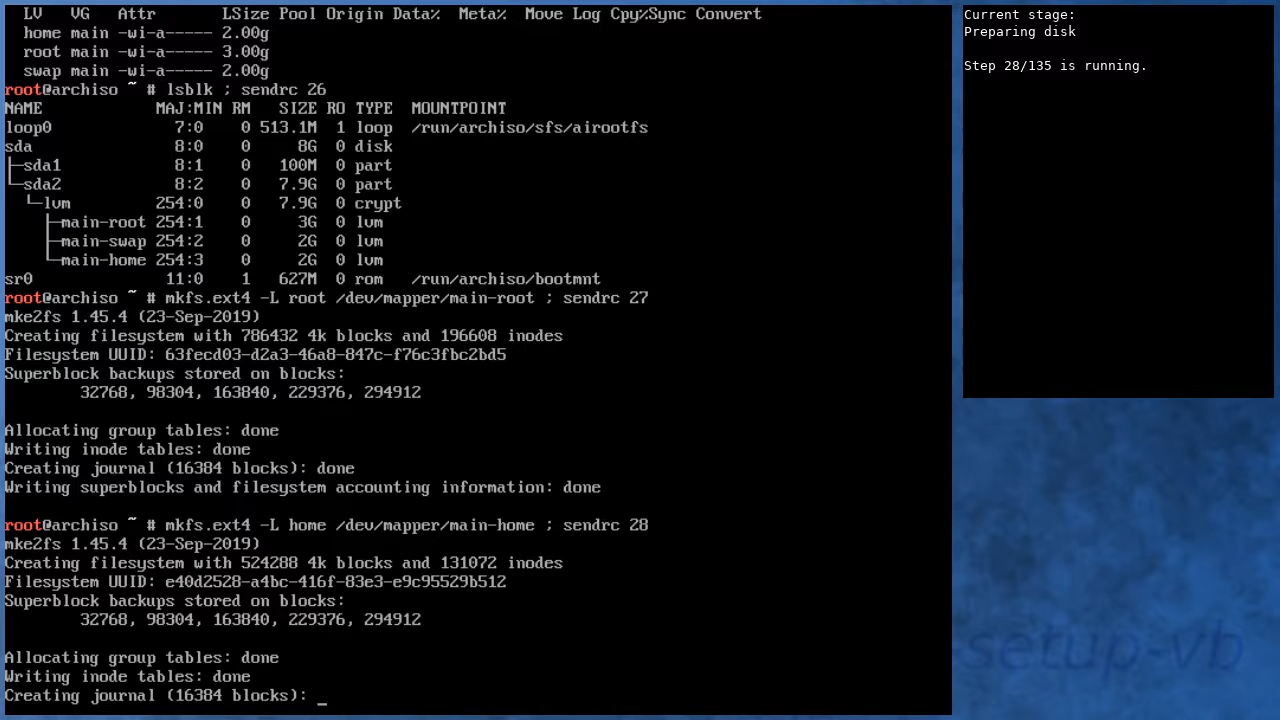 LV   VG   Attr       LSize Pool Origin Data%  Meta%  Move Log Cpy%Sync Convert
  home main -wi-a----- 2.00g
  root main -wi-a----- 3.00g
  swap main -wi-a----- 2.00g
root@archiso ~ # lsblk ; sendrc 26
NAME            MAJ:MIN RM   SIZE RO TYPE  MOUNTPOINT
loop0             7:0    0 513.1M  1 loop  /run/archiso/sfs/airootfs
sda               8:0    0     8G  0 disk
├─sda1            8:1    0   100M  0 part
└─sda2            8:2    0   7.9G  0 part
  └─lvm         254:0    0   7.9G  0 crypt
    ├─main-root 254:1    0     3G  0 lvm
    ├─main-swap 254:2    0     2G  0 lvm
    └─main-home 254:3    0     2G  0 lvm
sr0              11:0    1   627M  0 rom   /run/archiso/bootmnt
root@archiso ~ # mkfs.ext4 -L root /dev/mapper/main-root ; sendrc 27
mke2fs 1.45.4 (23-Sep-2019)
Creating filesystem with 786432 4k blocks and 196608 inodes
Filesystem UUID: 63fecd03-d2a3-46a8-847c-f76c3fbc2bd5
Superblock backups stored on blocks:
        32768, 98304, 163840, 229376, 294912
Allocating group tables: done
Writing inode tables: done
Creating journal (16384 blocks): done
Writing superblocks and filesystem accounting information: done
root@archiso ~ # mkfs.ext4 -L home /dev/mapper/main-home ; sendrc 28
mke2fs 1.45.4 (23-Sep-2019)
Creating filesystem with 524288 4k blocks and 131072 inodes
Filesystem UUID: e40d2528-a4bc-416f-83e3-e9c95529b512
Superblock backups stored on blocks:
        32768, 98304, 163840, 229376, 294912
Allocating group tables: done
Writing inode tables: done
Creating journal (16384 blocks): _
Current stage:
Preparing disk
Step 28/135 is running.
setup-vb